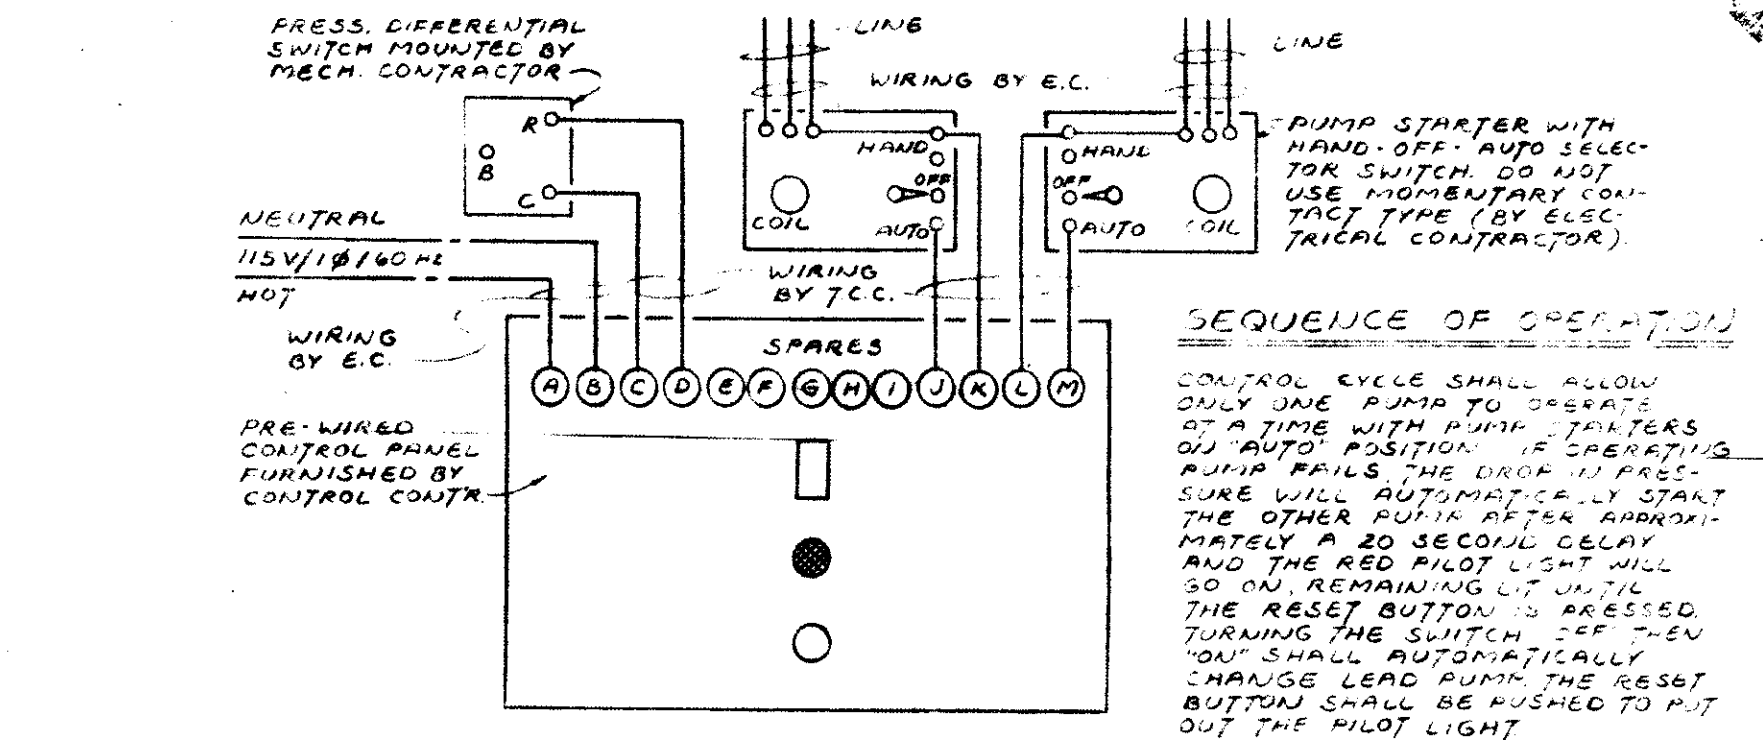 PRESS. DIFFERENTIAL
SWITCH MOUNTED BY
MECH. CONTRACTOR
LINE
LINE
WIRING BY E.C.
R
B
C
HAND
OFF
COIL
AUTO
HAND
OFF
AUTO
COIL
PUMP STARTER WITH
HAND-OFF-AUTO SELEC-
TOR SWITCH. DO NOT
USE MOMENTARY CON-
TACT TYPE (BY ELEC-
TRICAL CONTRACTOR).
NEUTRAL
115V/1Ø/60 HZ
HOT
WIRING
BY E.C.
WIRING
BY T.C.C.
SPARES
A B C D E F G H I J K L M
PRE-WIRED
CONTROL PANEL
FURNISHED BY
CONTROL CONT'R.
SEQUENCE OF OPERATION
CONTROL CYCLE SHALL ALLOW
ONLY ONE PUMP TO OPERATE
AT A TIME WITH PUMP STARTERS
ON "AUTO" POSITION IF OPERATING
PUMP FAILS, THE DROP IN PRES-
SURE WILL AUTOMATICALLY START
THE OTHER PUMP AFTER APPROXI-
MATELY A 20 SECOND DELAY
AND THE RED PILOT LIGHT WILL
GO ON, REMAINING LIT UNTIL
THE RESET BUTTON IS PRESSED.
TURNING THE SWITCH OFF THEN
"ON" SHALL AUTOMATICALLY
CHANGE LEAD PUMP. THE RESET
BUTTON SHALL BE PUSHED TO PUT
OUT THE PILOT LIGHT